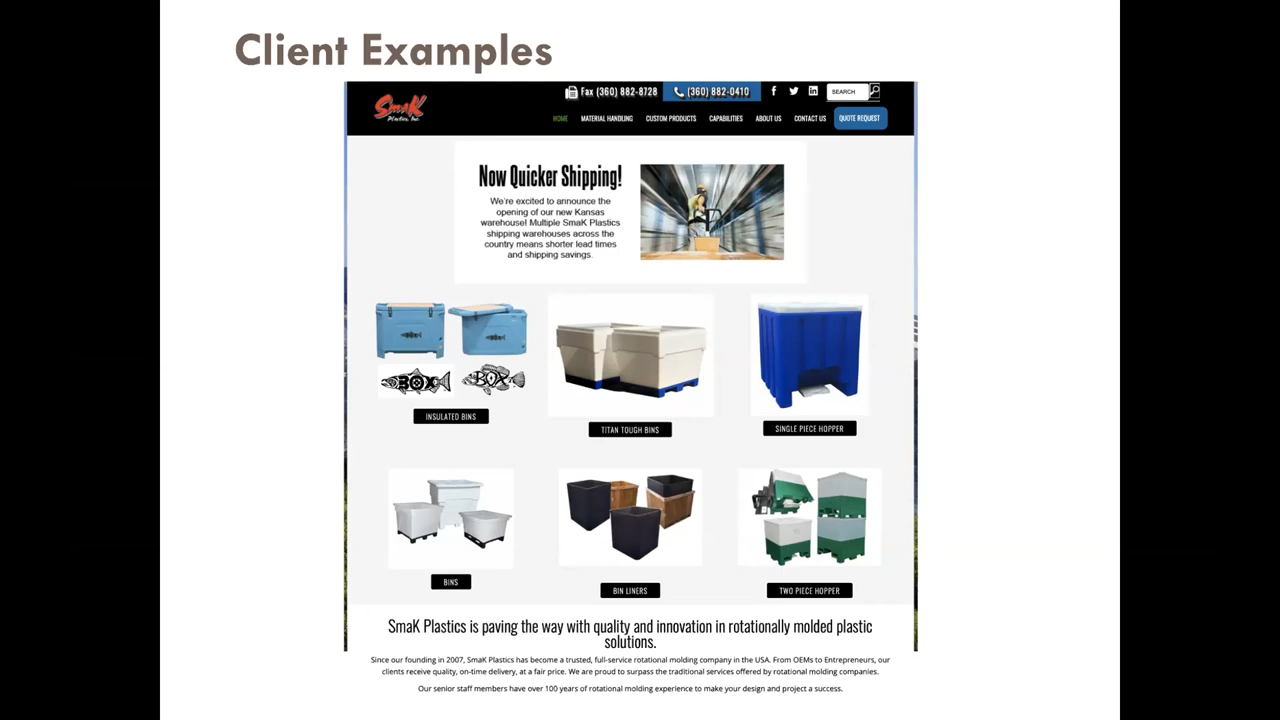 Client Examples
SmaK
Plastics, Inc.
Fax (360) 882-8728
(360) 882-0410
SEARCH
HOME
MATERIAL HANDLING
CUSTOM PRODUCTS
CAPABILITIES
ABOUT US
CONTACT US
QUOTE REQUEST
Now Quicker Shipping!
We're excited to announce the
opening of our new Kansas
warehouse! Multiple SmaK Plastics
shipping warehouses across the
country means shorter lead times
and shipping savings.
BOX
BOX
INSULATED BINS
TITAN TOUGH BINS
SINGLE PIECE HOPPER
BINS
BIN LINERS
TWO PIECE HOPPER
SmaK Plastics is paving the way with quality and innovation in rotationally molded plastic
solutions.
Since our founding in 2007, SmaK Plastics has become a trusted, full-service rotational molding company in the USA. From OEMs to Entrepreneurs, our
clients receive quality, on-time delivery, at a fair price. We are proud to surpass the traditional services offered by rotational molding companies.
Our senior staff members have over 100 years of rotational molding experience to make your design and project a success.